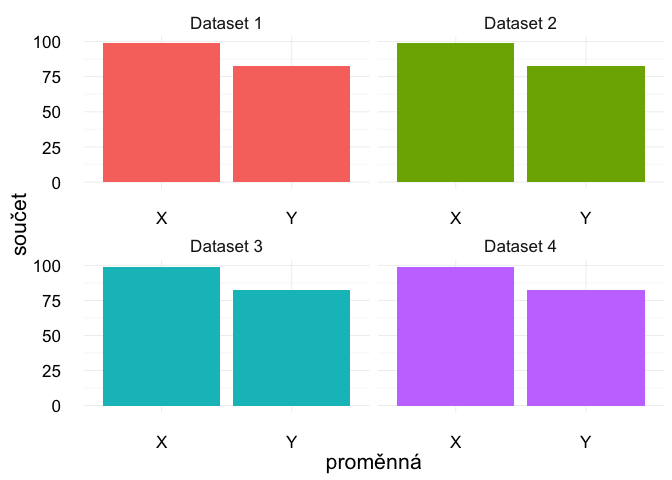 Dataset 1 Dataset 2
100
75
50
25
0
X Y X Y
součet
Dataset 3 Dataset 4
100
75
50
25
0
X Y X Y
proměnná